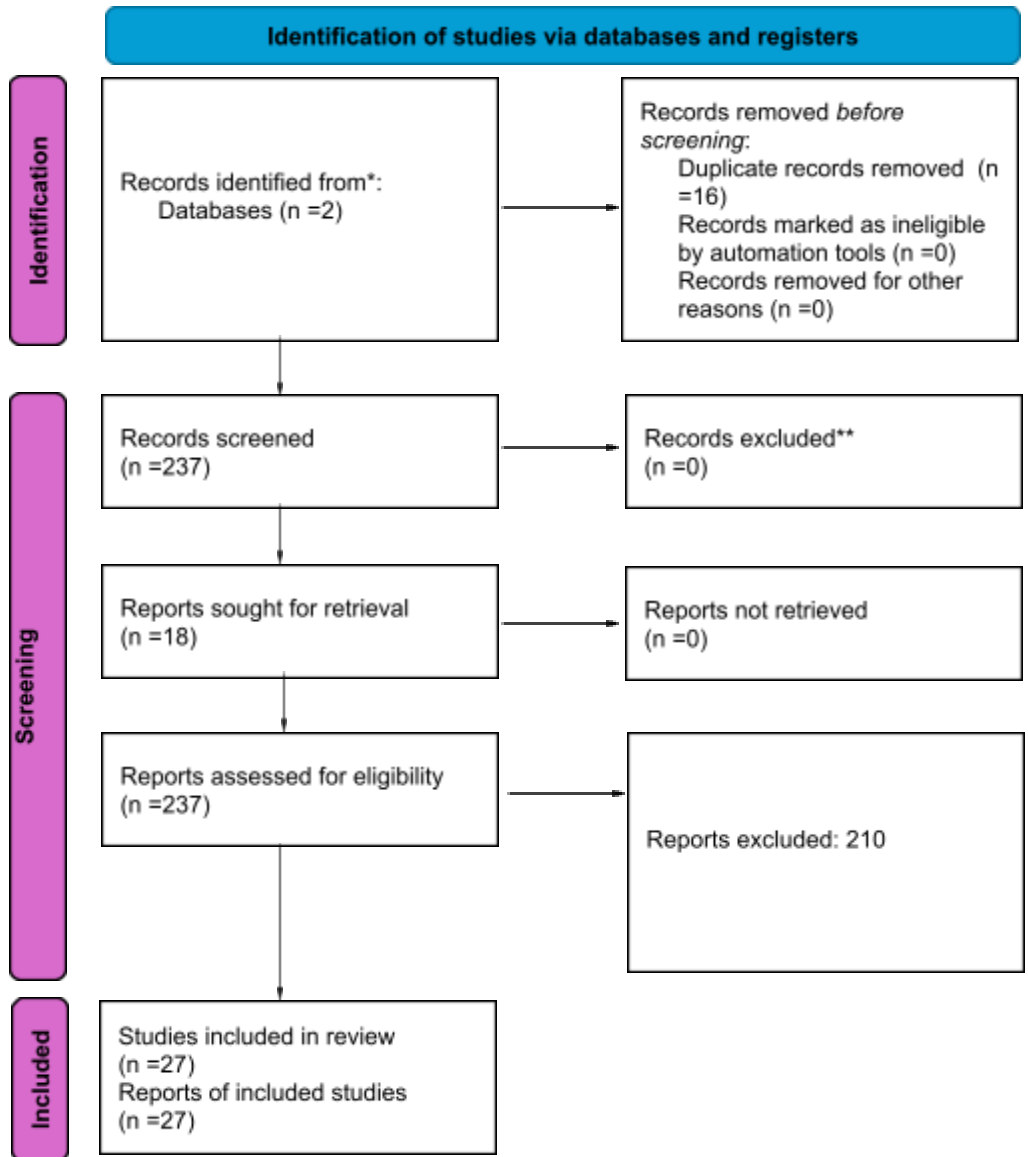 Identification of studies via databases and registers
Identification
Records identified from*:
Databases (n =2)
Records removed before
screening:
Duplicate records removed (n
=16)
Records marked as ineligible
by automation tools (n =0)
Records removed for other
reasons (n =0)
Screening
Records screened
(n =237)
Records excluded**
(n =0)
Reports sought for retrieval
(n =18)
Reports not retrieved
(n =0)
Reports assessed for eligibility
(n =237)
Reports excluded: 210
Included
Studies included in review
(n =27)
Reports of included studies
(n =27)